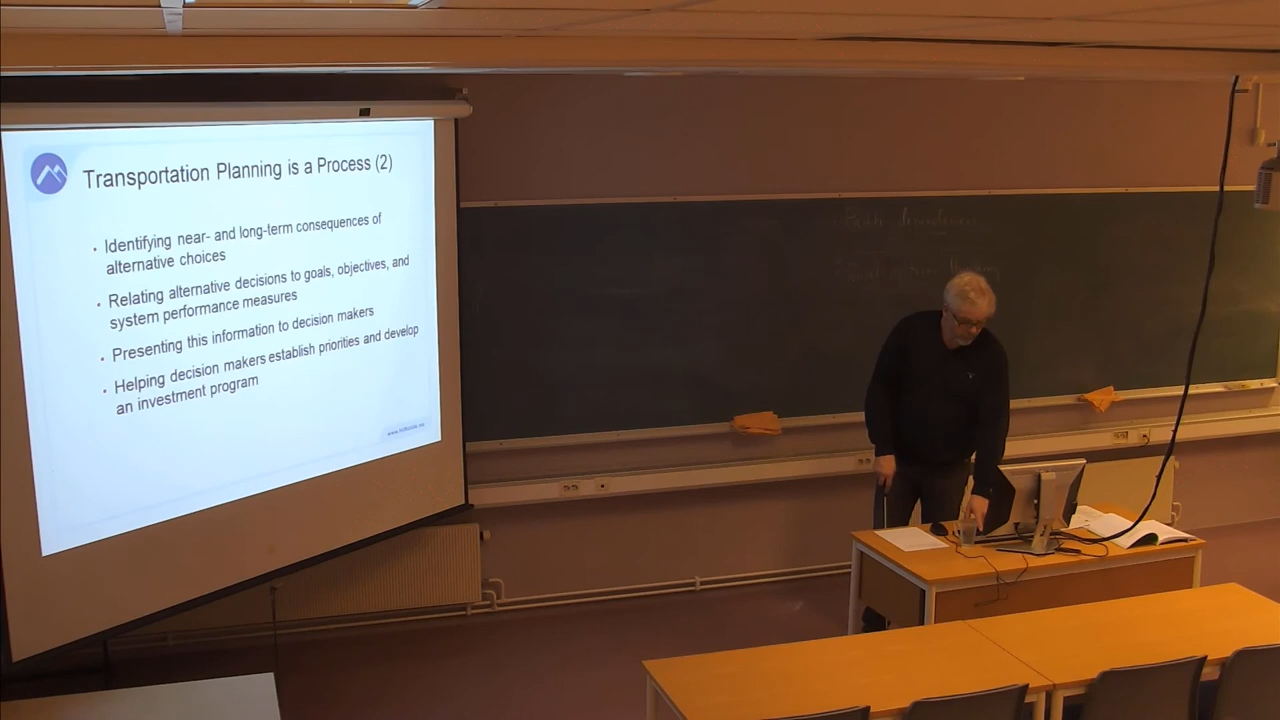 Transportation Planning is a Process (2)
• Identifying near- and long-term consequences of
alternative choices
• Relating alternative decisions to goals, objectives, and
system performance measures
• Presenting this information to decision makers
• Helping decision makers establish priorities and develop
an investment program